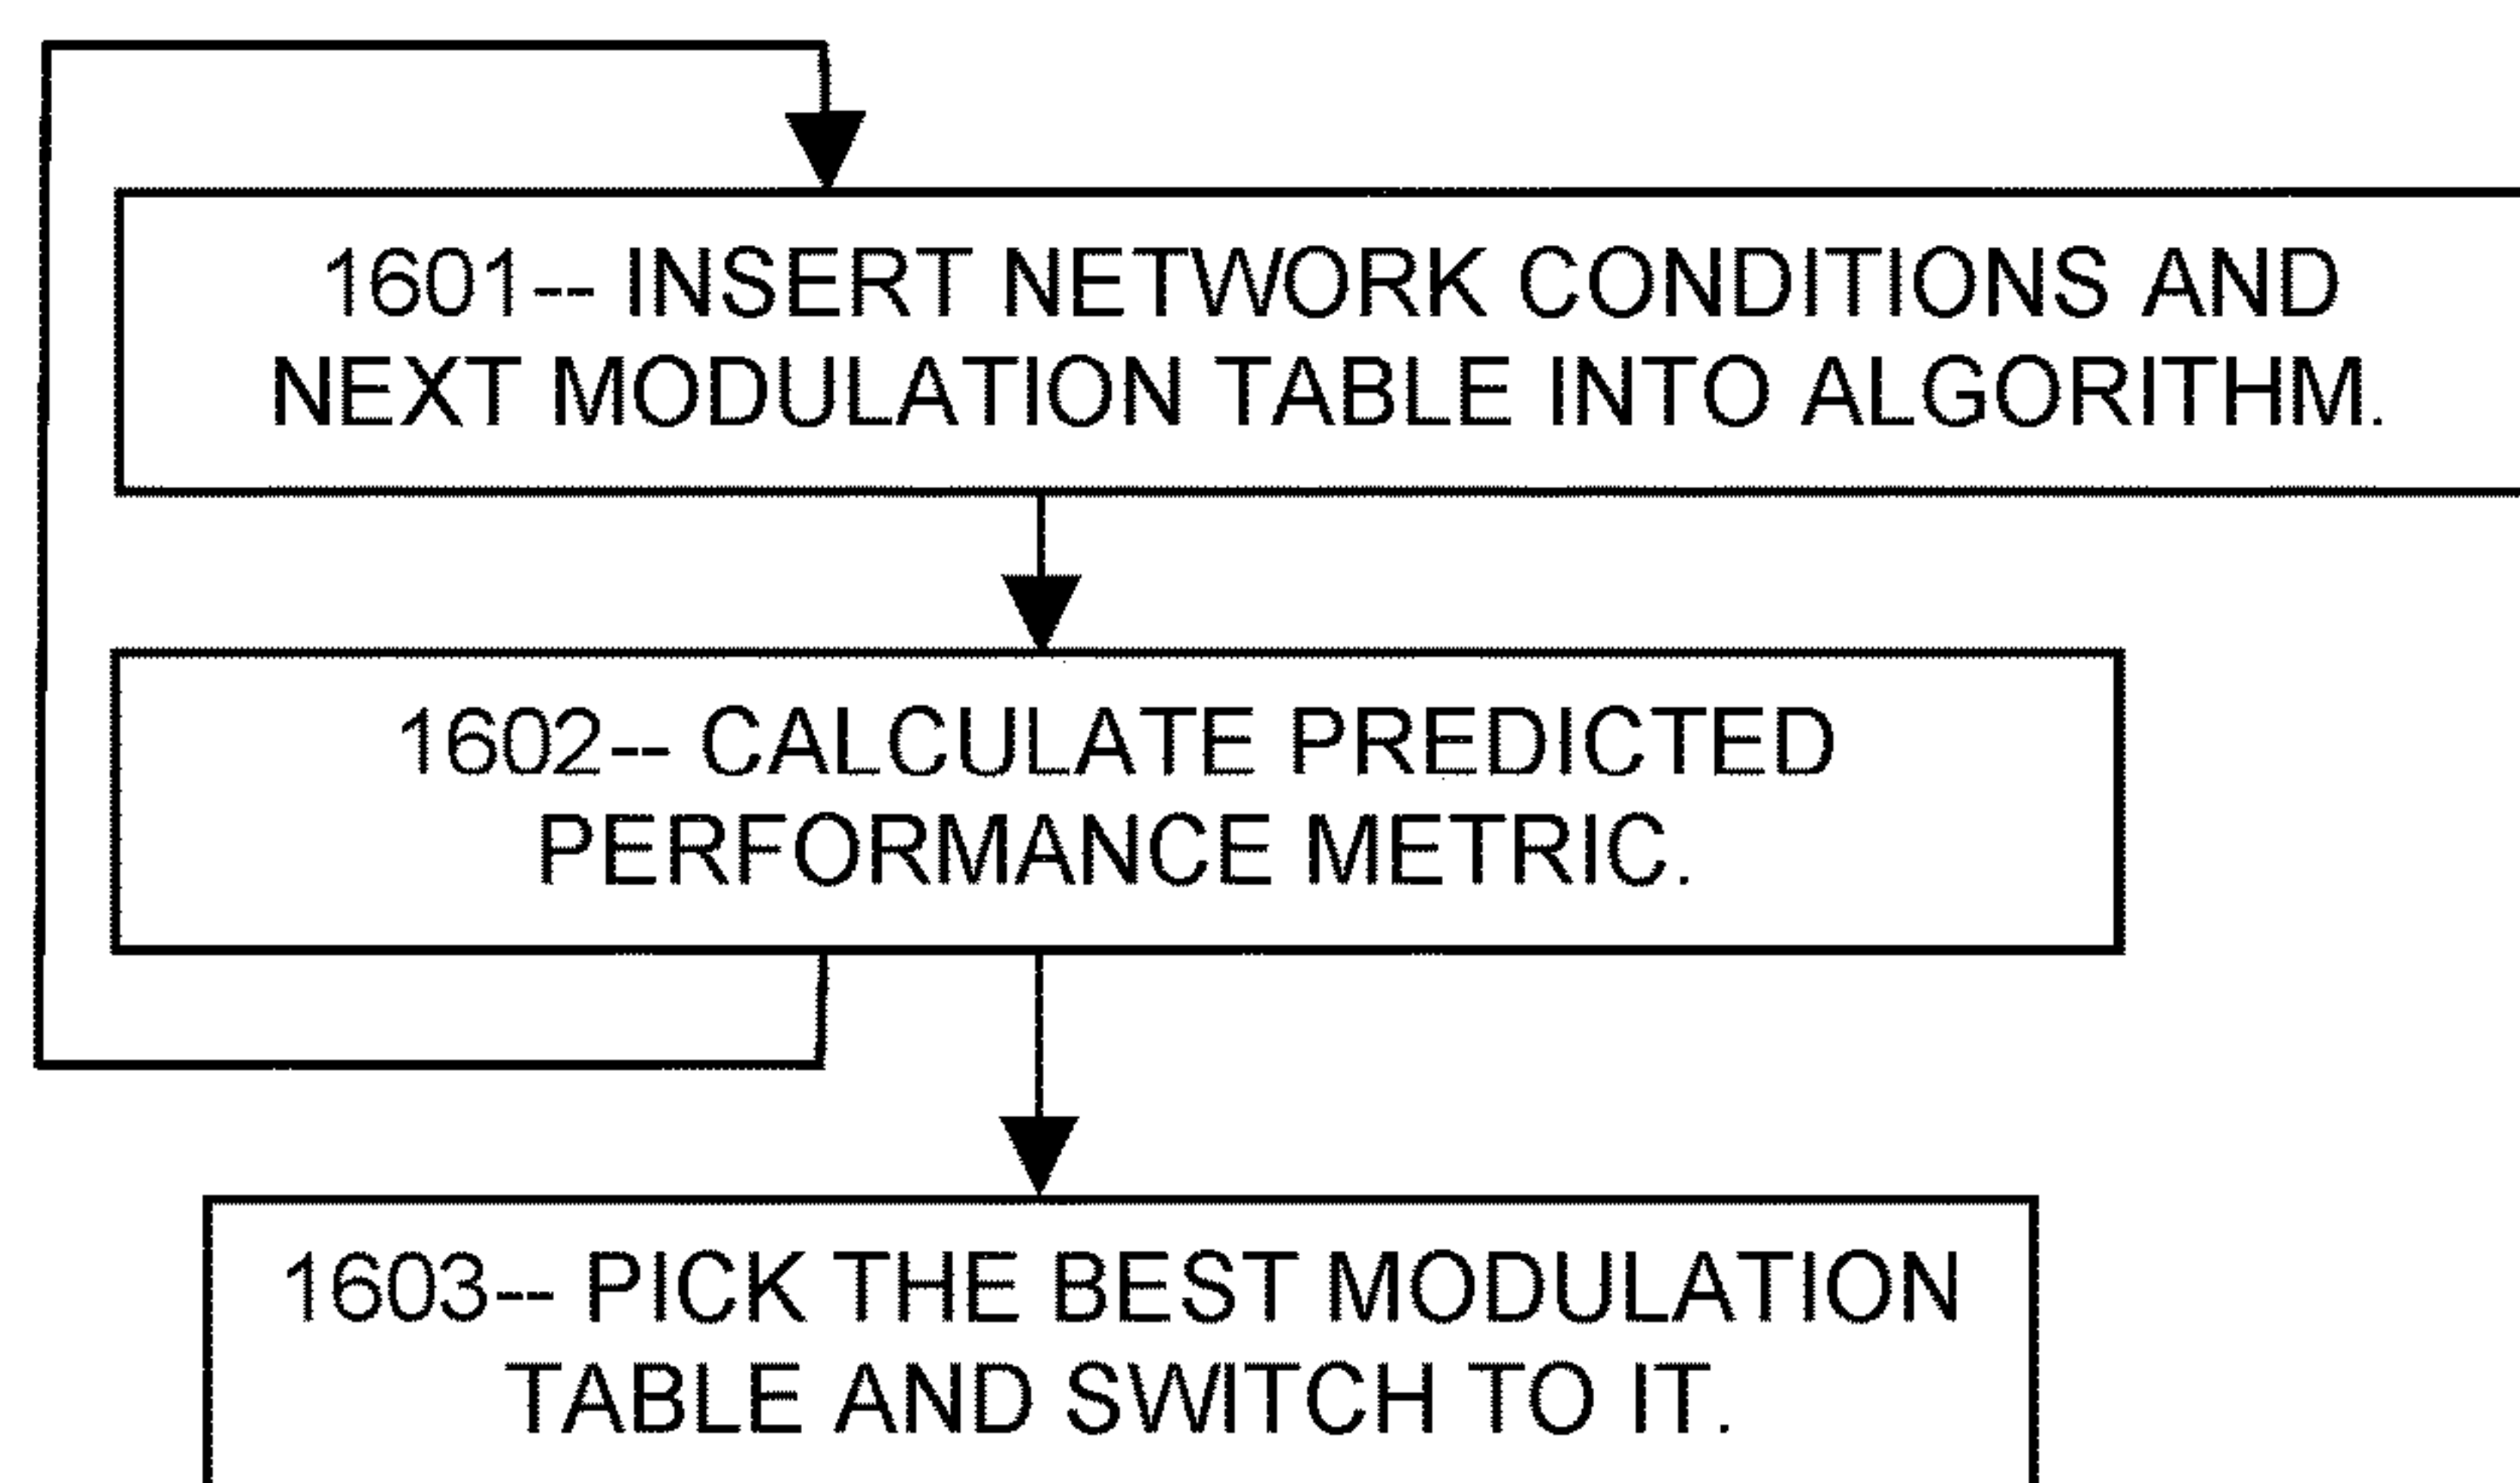 1601-- INSERT NETWORK CONDITIONS AND
NEXT MODULATION TABLE INTO ALGORITHM.
1602-- CALCULATE PREDICTED
PERFORMANCE METRIC.
1603-- PICK THE BEST MODULATION
TABLE AND SWITCH TO IT.